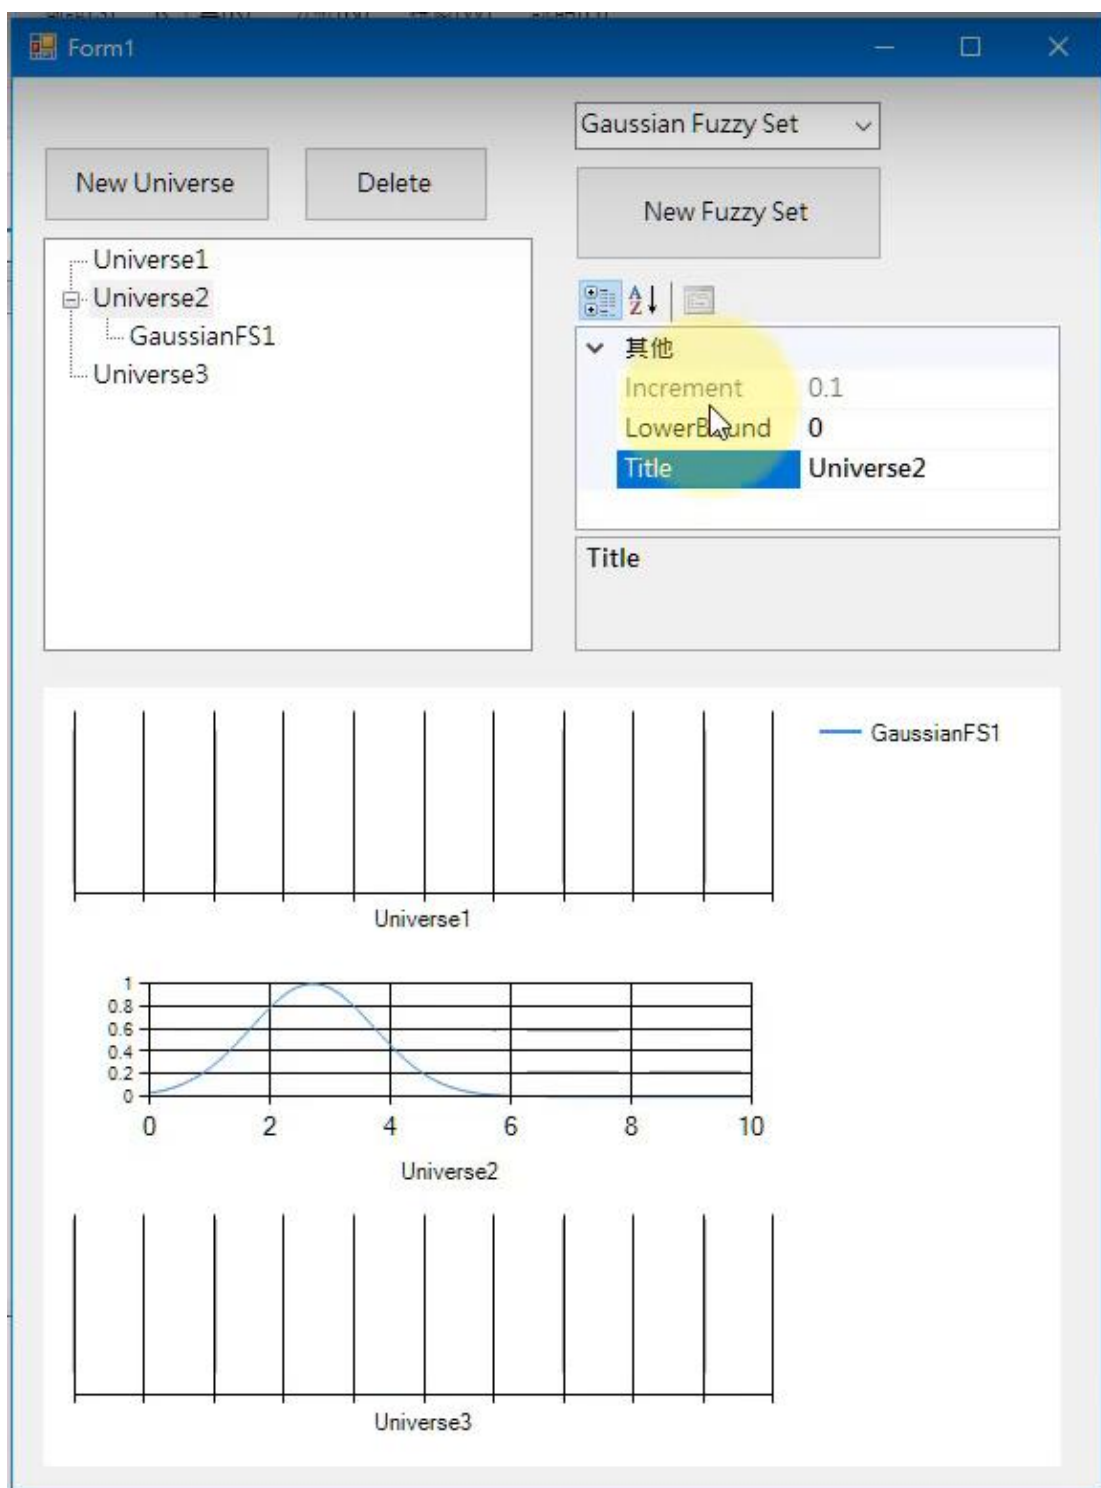 Form1
Gaussian Fuzzy Set
New Universe
Delete
New Fuzzy Set
Universe1
Universe2
GaussianFS1
Universe3
其他
Increment 0.1
LowerBound 0
Title Universe2
Title
GaussianFS1
Universe1
1
0.8
0.6
0.4
0.2
0
0 2 4 6 8 10
Universe2
Universe3